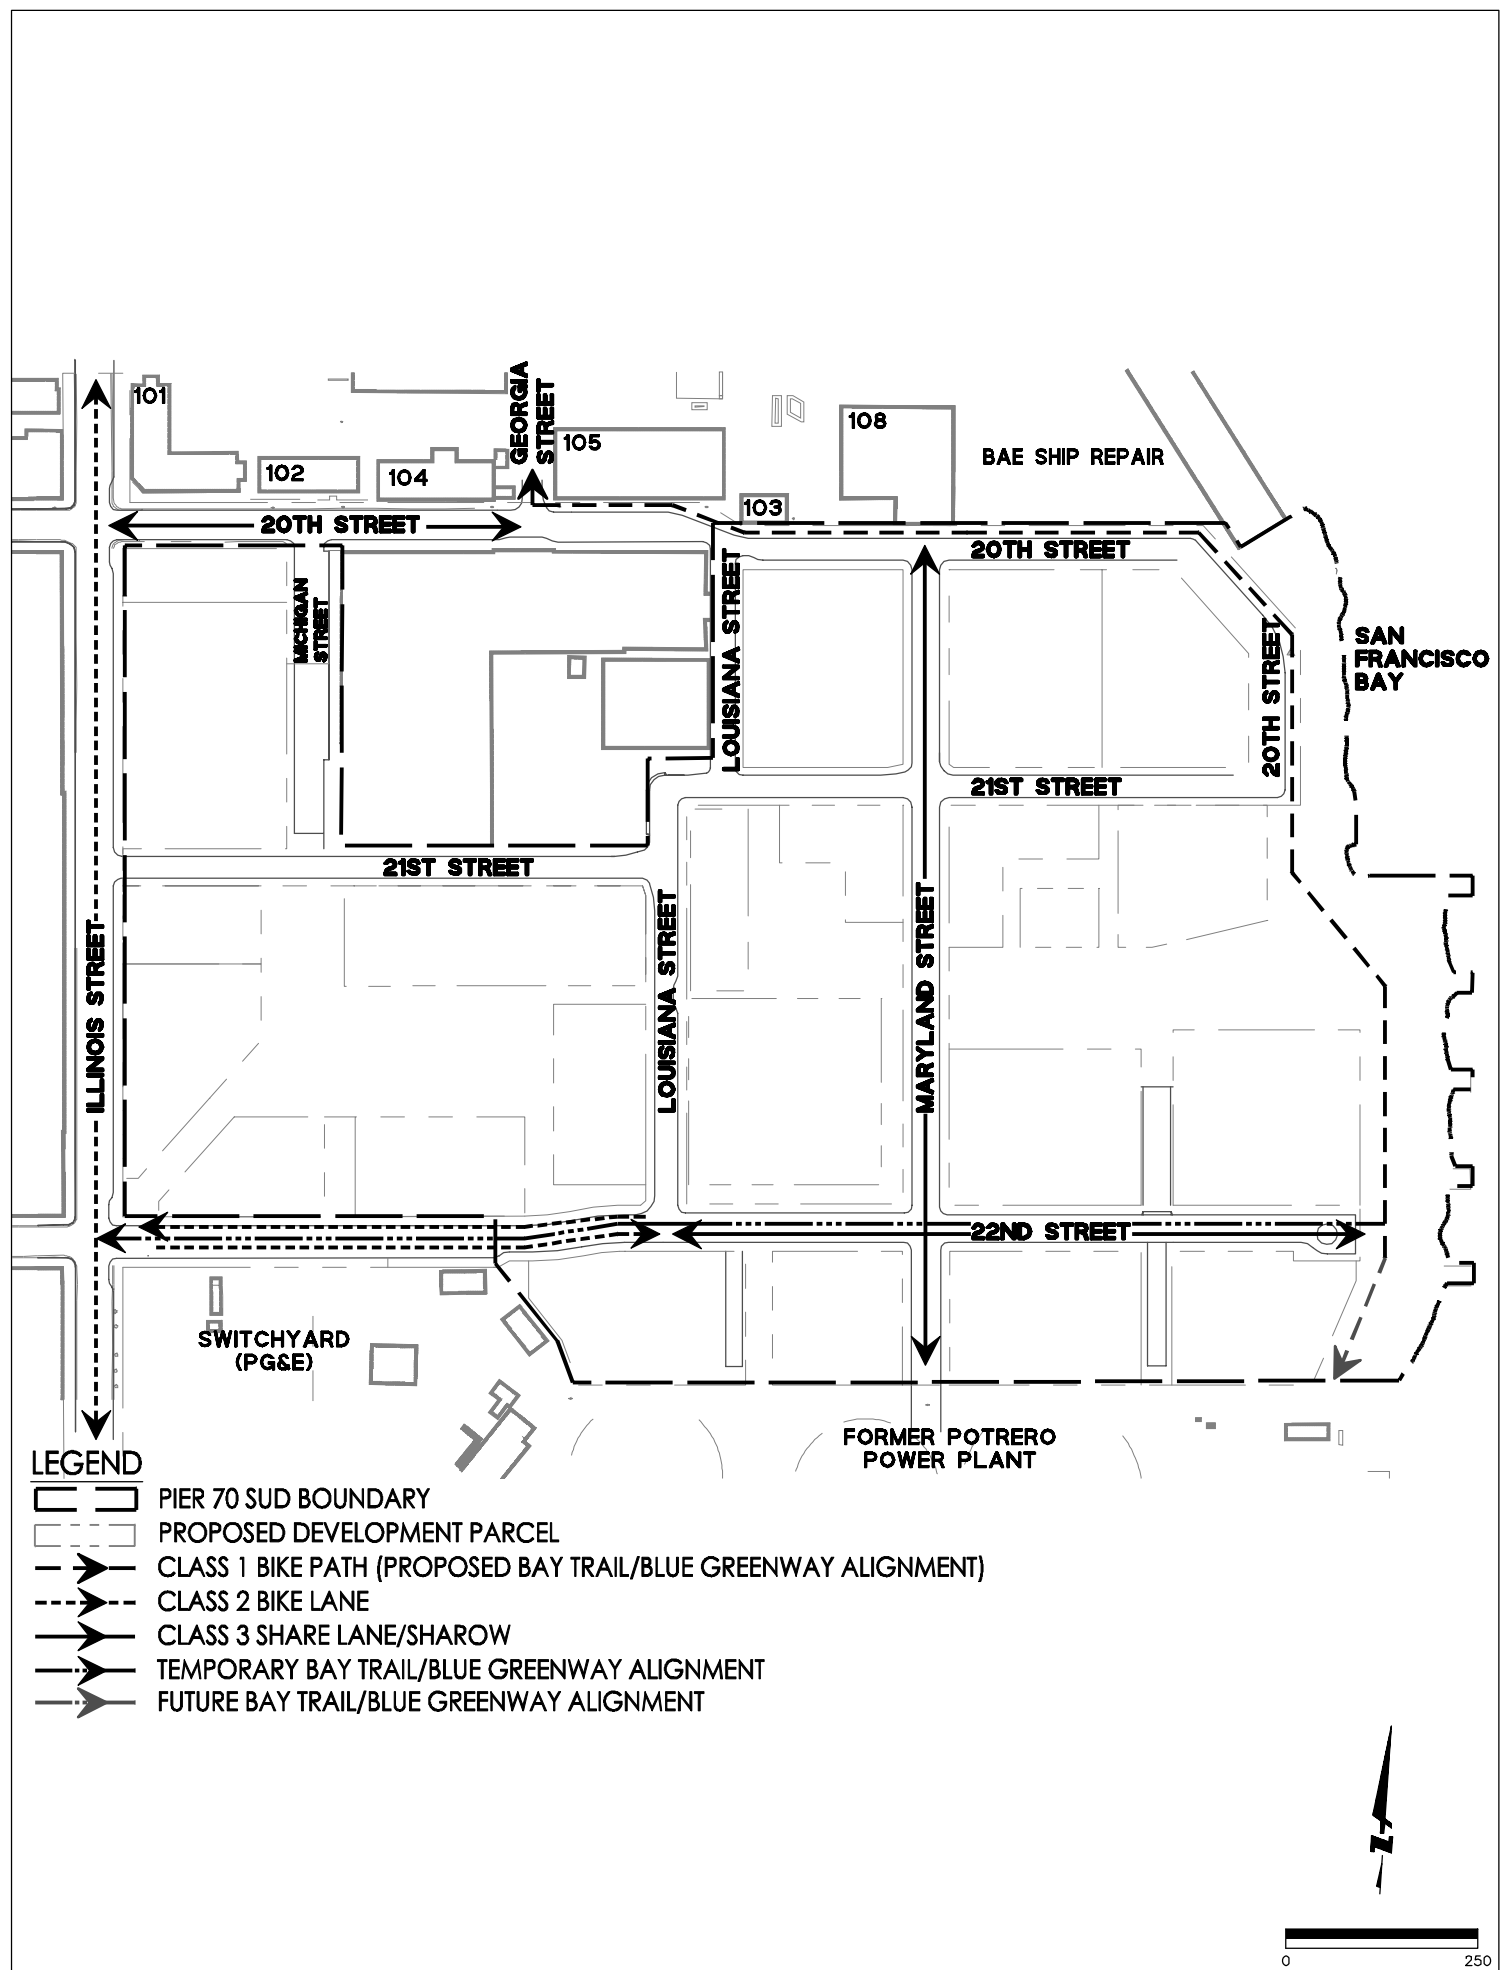 GEORGIA
STREET
101
102
104
105
108
103
BAE SHIP REPAIR
20TH STREET
20TH STREET
MICHIGAN
STREET
LOUISIANA STREET
20TH STREET
SAN
FRANCISCO
BAY
21ST STREET
21ST STREET
ILLINOIS STREET
LOUISIANA STREET
MARYLAND STREET
22ND STREET
SWITCHYARD
(PG&E)
FORMER POTRERO
POWER PLANT
LEGEND
PIER 70 SUD BOUNDARY
PROPOSED DEVELOPMENT PARCEL
CLASS 1 BIKE PATH (PROPOSED BAY TRAIL/BLUE GREENWAY ALIGNMENT)
CLASS 2 BIKE LANE
CLASS 3 SHARE LANE/SHAROW
TEMPORARY BAY TRAIL/BLUE GREENWAY ALIGNMENT
FUTURE BAY TRAIL/BLUE GREENWAY ALIGNMENT
Z
0 250